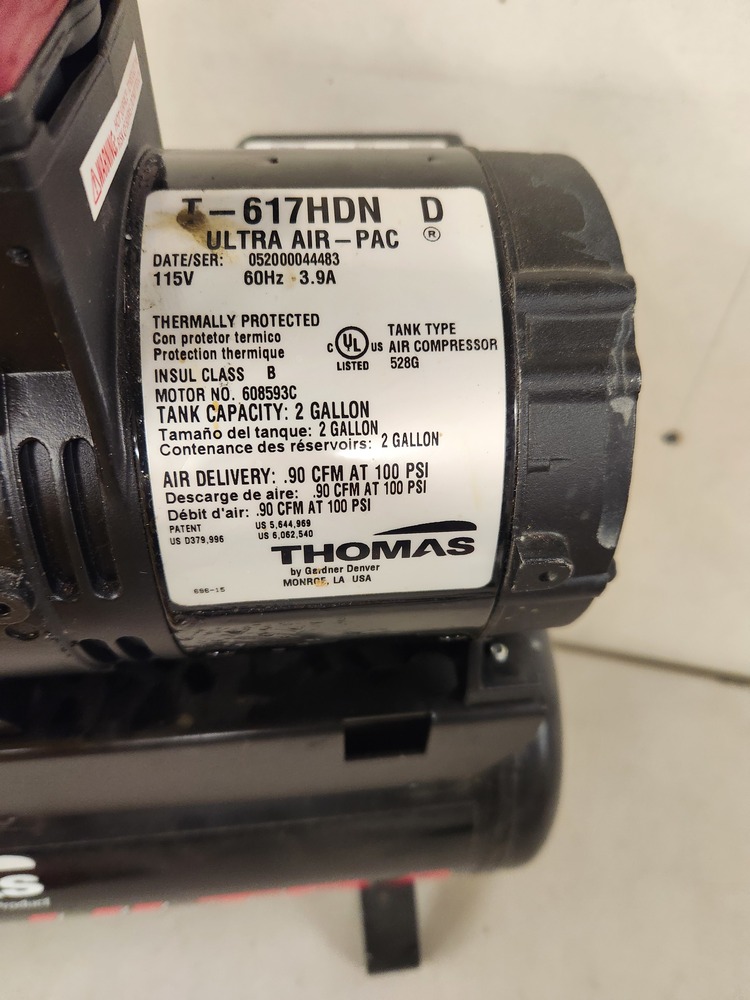 WARNING
T-617HDN D
ULTRA AIR-PAC ®
DATE/SER: 052000044483
115V 60Hz 3.9A
THERMALLY PROTECTED
Con protetor termico
Protection thermique
INSUL CLASS B
MOTOR NO. 608593C
C UL US
LISTED
TANK TYPE
AIR COMPRESSOR
528G
TANK CAPACITY: 2 GALLON
Tamaño del tanque: 2 GALLON
Contenance des réservoirs: 2 GALLON
AIR DELIVERY: .90 CFM AT 100 PSI
Descarge de aire: .90 CFM AT 100 PSI
Débit d'air: .90 CFM AT 100 PSI
PATENT US 5,644,969
US D379,996 US 6,062,540
THOMAS
by Gardner Denver
MONROE, LA USA
696-15
S
Product